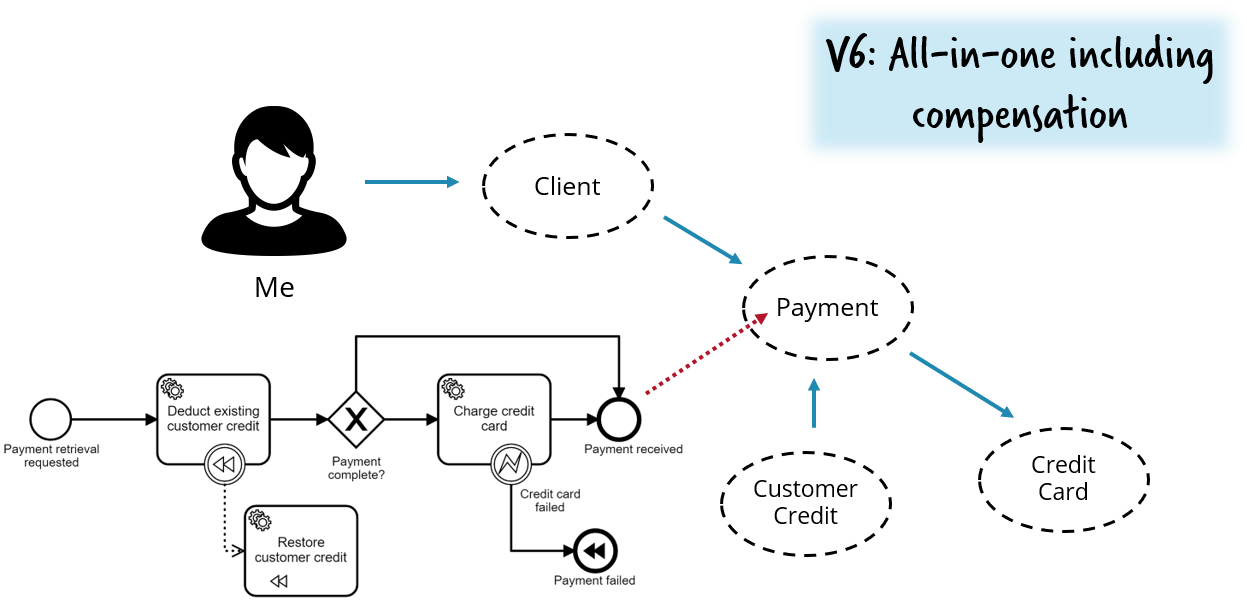 V6: All-in-one including
compensation
Client
Me
Payment
Deduct existing
customer credit
Charge credit
card
Payment retrieval
requested
Payment
complete?
Payment received
Credit card
failed
Restore
customer credit
Payment failed
Customer
Credit
Credit
Card